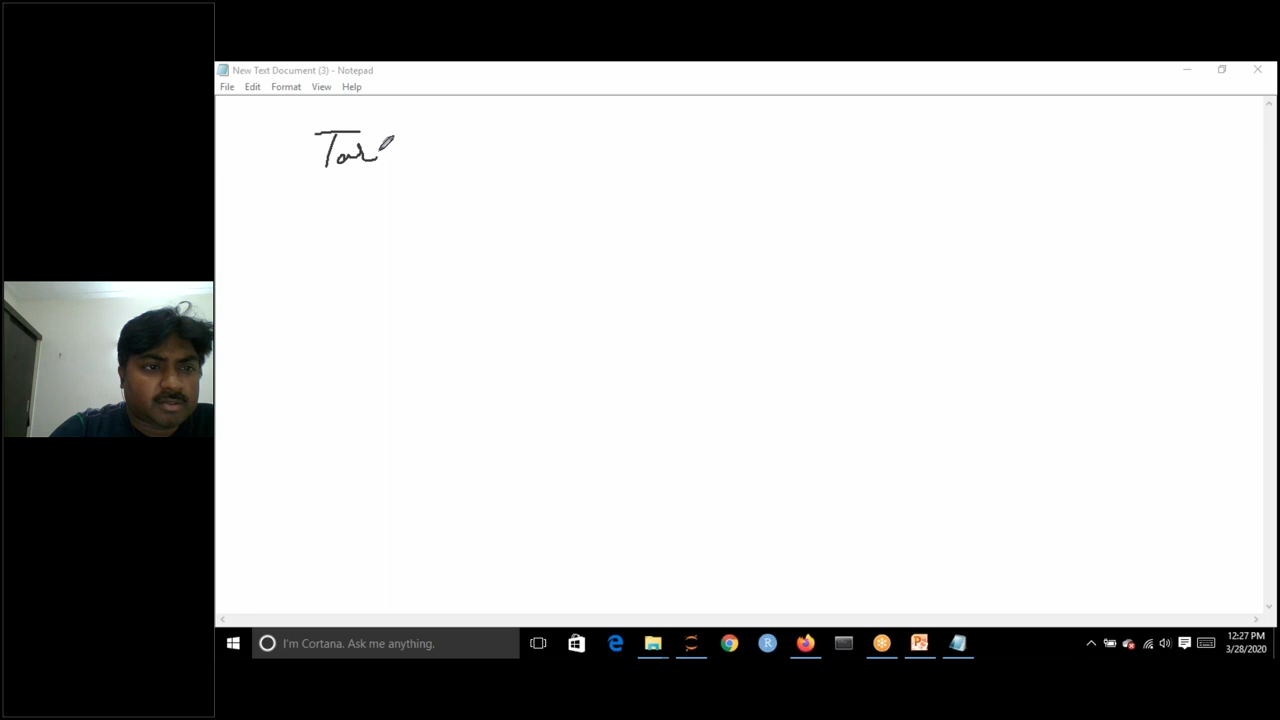 New Text Document (3) - Notepad
File Edit Format View Help
Tar
I'm Cortana. Ask me anything.
12:27 PM
3/28/2020